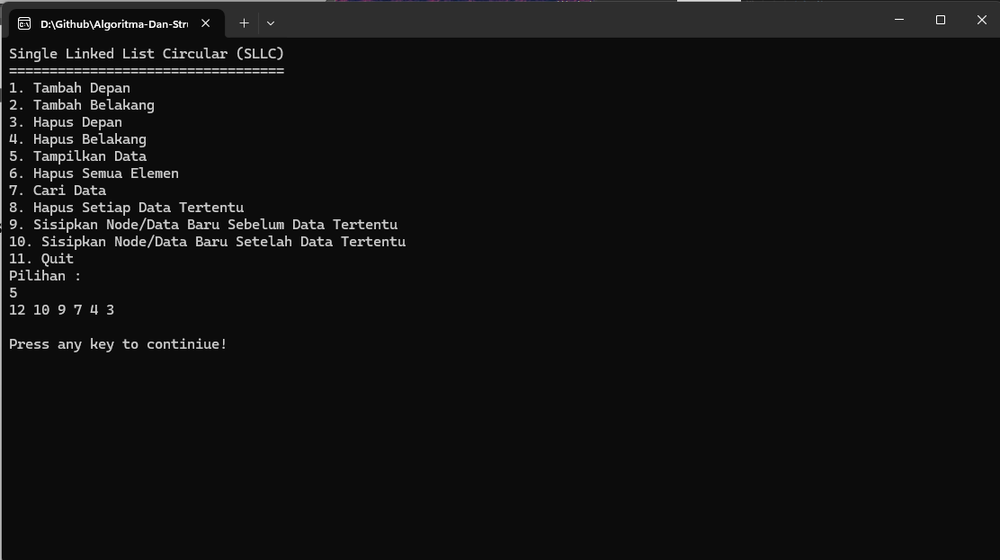 D:\Github\Algoritma-Dan-Str
Single Linked List Circular (SLLC)
==================================
1. Tambah Depan
2. Tambah Belakang
3. Hapus Depan
4. Hapus Belakang
5. Tampilkan Data
6. Hapus Semua Elemen
7. Cari Data
8. Hapus Setiap Data Tertentu
9. Sisipkan Node/Data Baru Sebelum Data Tertentu
10. Sisipkan Node/Data Baru Setelah Data Tertentu
11. Quit
Pilihan :
5
12 10 9 7 4 3
Press any key to continiue!